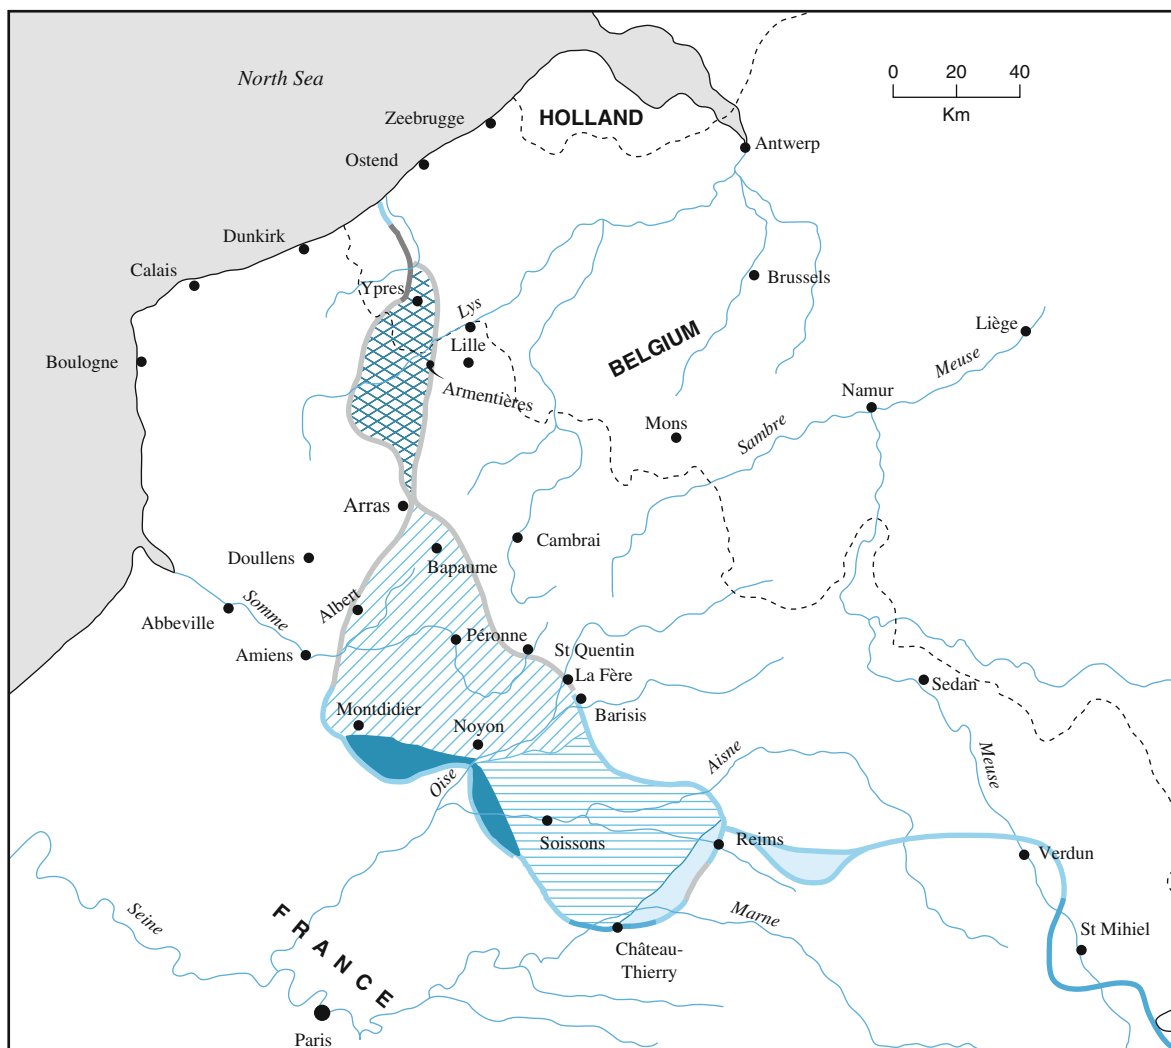 North Sea
0 20 40
Km
Zeebrugge
HOLLAND
Antwerp
Ostend
Dunkirk
Calais
Brussels
Ypres
Lys
Liège
Boulogne
Lille
BELGIUM
Meuse
Armentières
Namur
Mons
Sambre
Arras
Cambrai
Doullens
Bapaume
Albert
Somme
Abbeville
Péronne
Amiens
St Quentin
La Fère
Sedan
Barisis
Montdidier
Noyon
Aisne
Meuse
Oise
Soissons
Reims
Verdun
Seine
FRANCE
Marne
St Mihiel
Château-
Thierry
Paris